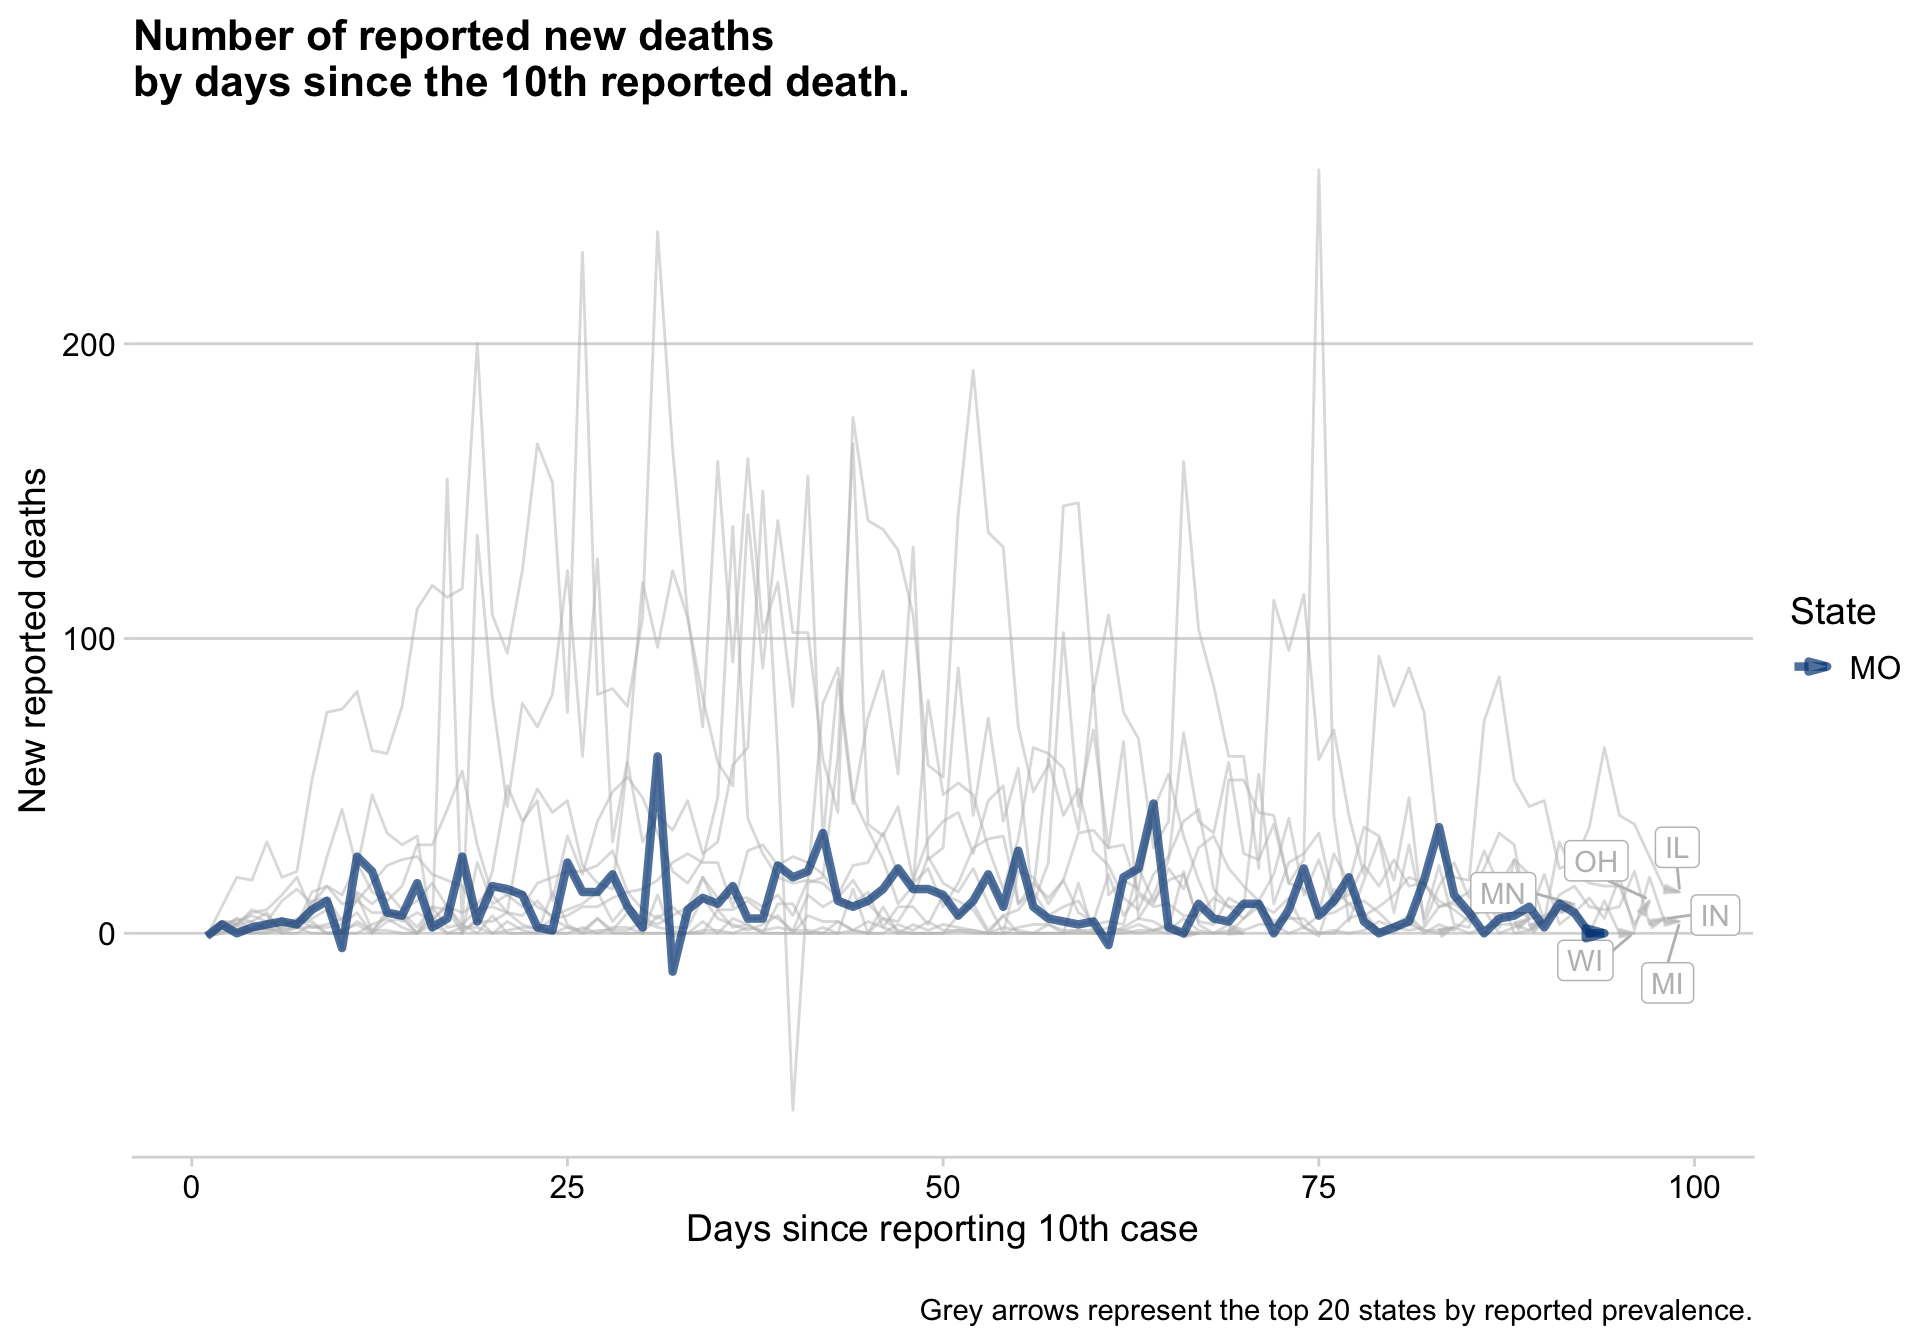 Number of reported new deaths
by days since the 10th reported death.
New reported deaths
200
100
0
OH
IL
MN
IN
WI
MI
State
MO
0
25
50
75
100
Days since reporting 10th case
Grey arrows represent the top 20 states by reported prevalence.